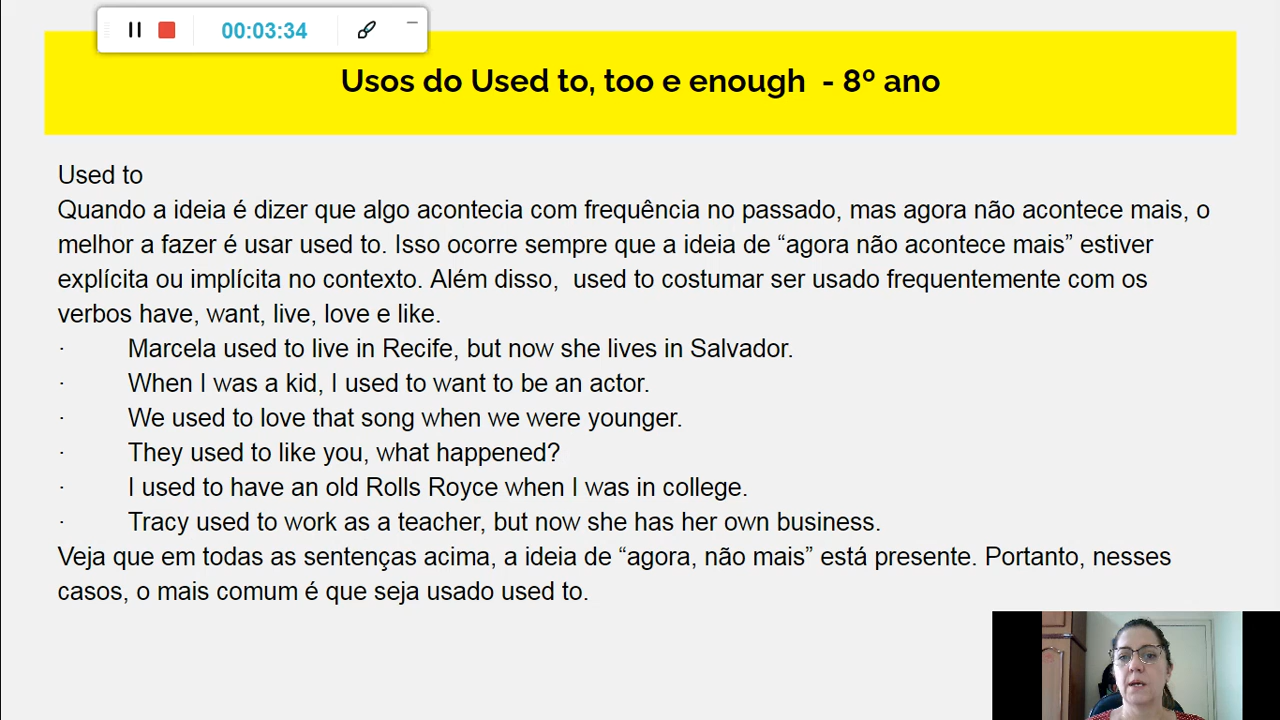 00:03:34
Usos do Used to, too e enough - 8º ano
Used to
Quando a ideia é dizer que algo acontecia com frequência no passado, mas agora não acontece mais, o
melhor a fazer é usar used to. Isso ocorre sempre que a ideia de “agora não acontece mais” estiver
explícita ou implícita no contexto. Além disso,  used to costumar ser usado frequentemente com os
verbos have, want, live, love e like.
· Marcela used to live in Recife, but now she lives in Salvador.
· When I was a kid, I used to want to be an actor.
· We used to love that song when we were younger.
· They used to like you, what happened?
· I used to have an old Rolls Royce when I was in college.
· Tracy used to work as a teacher, but now she has her own business.
Veja que em todas as sentenças acima, a ideia de “agora, não mais” está presente. Portanto, nesses
casos, o mais comum é que seja usado used to.